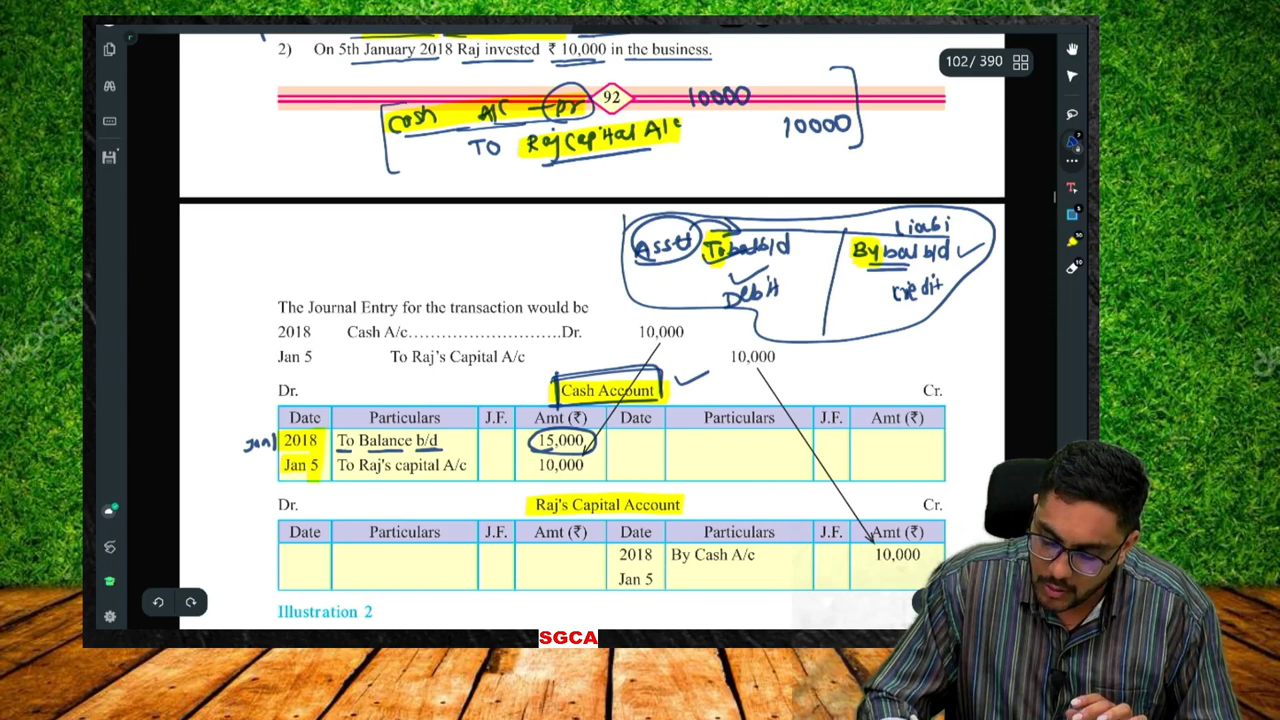 2) On 5th January 2018 Raj invested ₹ 10,000 in the business.
102 / 390
92
Cash A/c Dr 10000
To Raj Capital A/c 10000
Asset To bal b/d
Debit
Liabi
By bal b/d
Credit
The Journal Entry for the transaction would be
2018 Cash A/c............................Dr. 10,000
Jan 5 To Raj's Capital A/c 10,000
Dr. Cash Account Cr.
Date Particulars J.F. Amt (₹) Date Particulars J.F. Amt (₹)
Jan 1 2018 To Balance b/d 15,000
Jan 5 To Raj's capital A/c 10,000
Dr. Raj's Capital Account Cr.
Date Particulars J.F. Amt (₹) Date Particulars J.F. Amt (₹)
2018 By Cash A/c 10,000
Jan 5
Illustration 2
SGCA